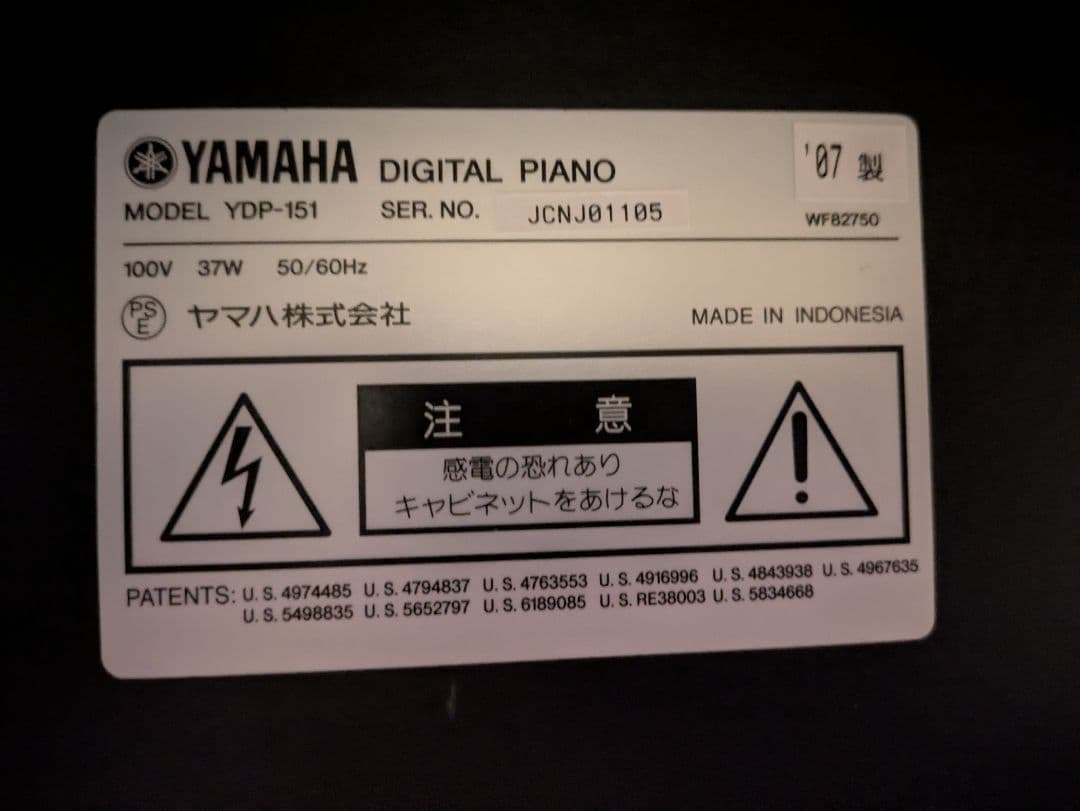 YAMAHA DIGITAL PIANO '07 製
MODEL YDP-151 SER. NO. JCNJ01105 WF82750
100V 37W 50/60Hz
PSE ヤマハ株式会社 MADE IN INDONESIA
注意
感電の恐れあり
キャビネットをあけるな
PATENTS: U.S. 4974485 U.S. 4794837 U.S. 4763553 U.S. 4916996 U.S. 4843938 U.S. 4967635
U.S. 5498835 U.S. 5652797 U.S. 6189085 U.S. RE38003 U.S. 5834668